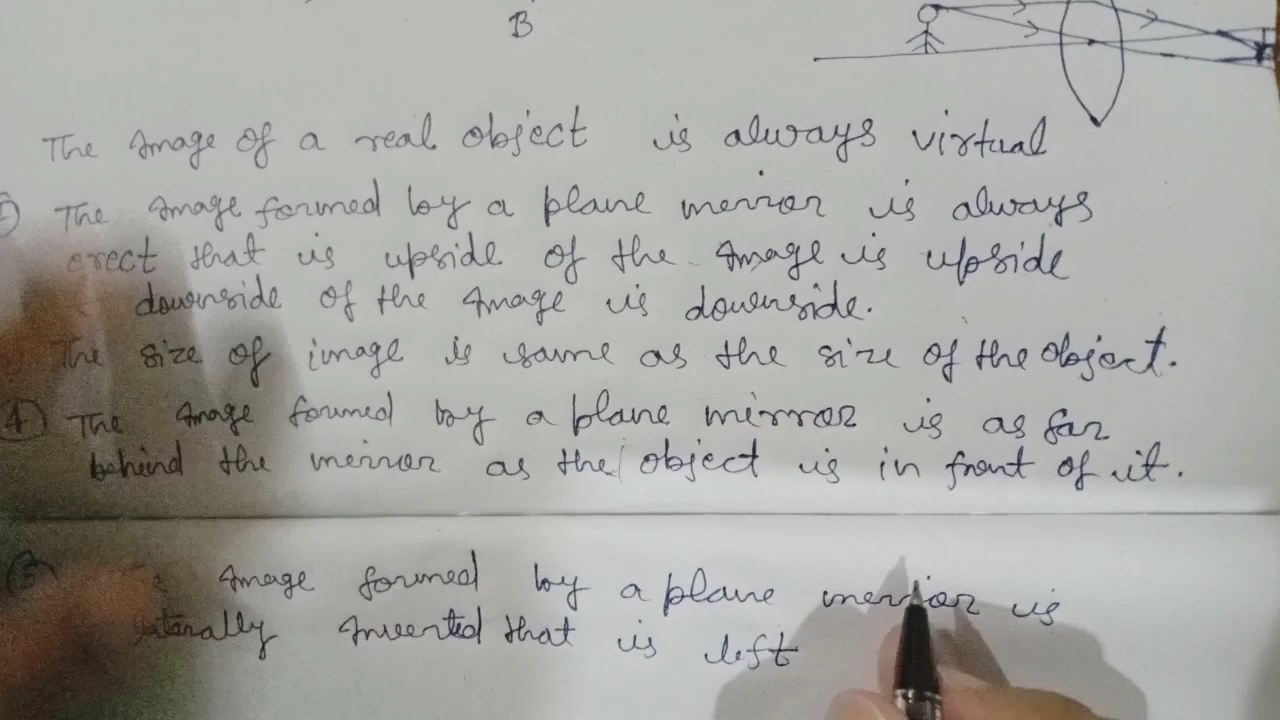 B
The Image of a real object is always virtual
The Image formed by a plane mirror is always
erect that is upside of the Image is upside
downside of the Image is downside.
The size of image is same as the size of the object.
4 The Image formed by a plane mirror is as far
behind the mirror as the object is in front of it.
Image formed by a plane mirror is
Inverted that is left